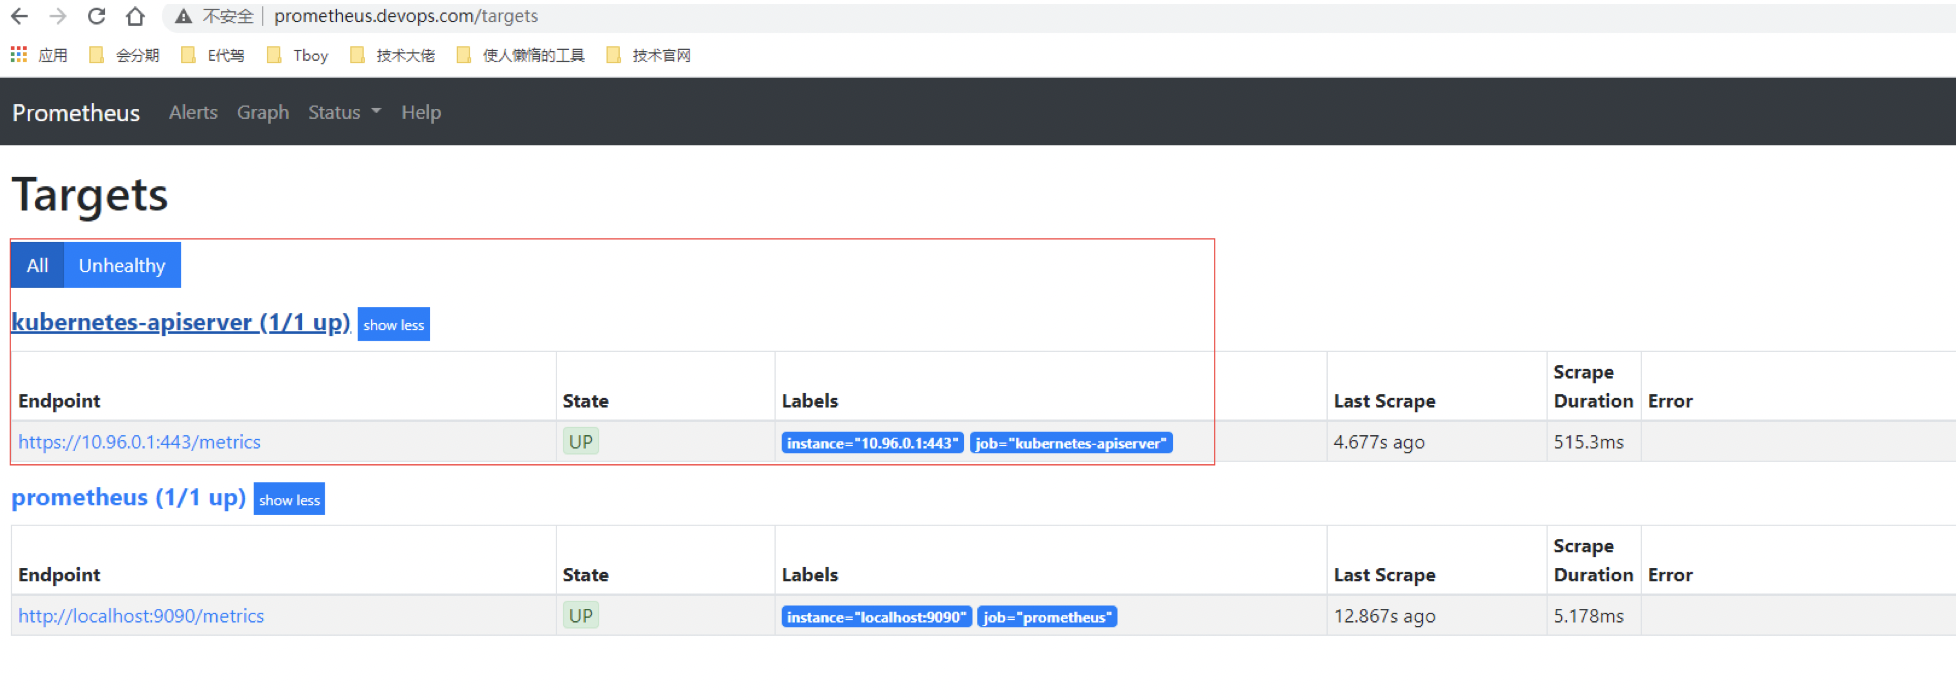 不安全 prometheus.devops.com/targets
应用 会分期 E代驾 Tboy 技术大佬 使人懒惰的工具 技术官网
Prometheus Alerts Graph Status Help
Targets
All Unhealthy
kubernetes-apiserver (1/1 up) show less
Endpoint State Labels Last Scrape Scrape Duration Error
https://10.96.0.1:443/metrics UP instance="10.96.0.1:443" job="kubernetes-apiserver" 4.677s ago 515.3ms
prometheus (1/1 up) show less
Endpoint State Labels Last Scrape Scrape Duration Error
http://localhost:9090/metrics UP instance="localhost:9090" job="prometheus" 12.867s ago 5.178ms